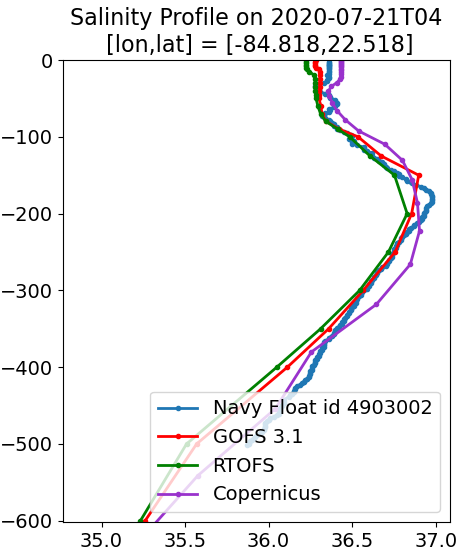 Salinity Profile on 2020-07-21T04
[lon,lat] = [-84.818,22.518]
0
−100
−200
−300
−400
−500
−600
Navy Float id 4903002
GOFS 3.1
RTOFS
Copernicus
35.0 35.5 36.0 36.5 37.0